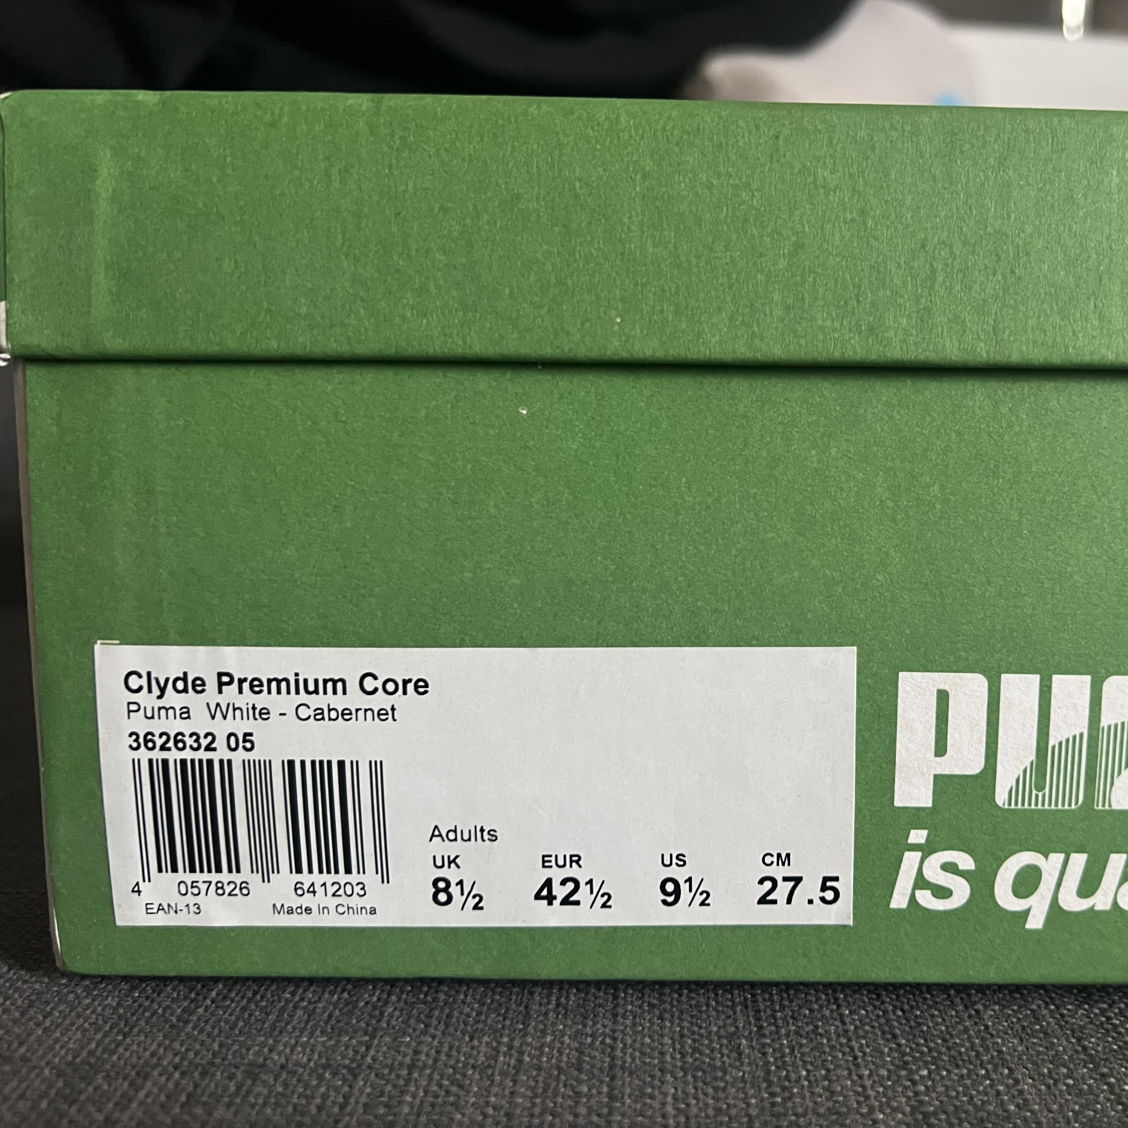 Clyde Premium Core
Puma White - Cabernet
362632 05
4 057826 641203
EAN-13 Made In China
Adults
UK EUR US CM
8½ 42½ 9½ 27.5
PU
is qua